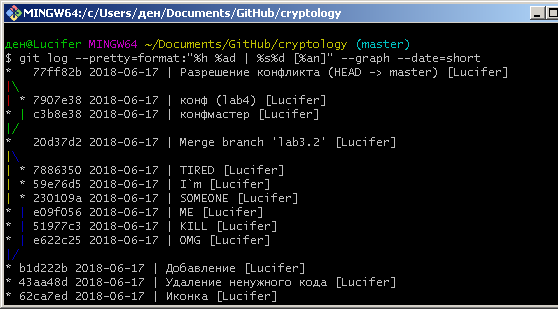 MINGW64:/c/Users/ден/Documents/GitHub/cryptology
ден@Lucifer MINGW64 ~/Documents/GitHub/cryptology (master)
$ git log --pretty=format:"%h %ad | %s%d [%an]" --graph --date=short
*   77ff82b 2018-06-17 | Разрешение конфликта (HEAD -> master) [Lucifer]
|\
| * 7907e38 2018-06-17 | конф (lab4) [Lucifer]
* | c3b8e38 2018-06-17 | конфмастер [Lucifer]
|/
*   20d37d2 2018-06-17 | Merge branch 'lab3.2' [Lucifer]
|\
| * 7886350 2018-06-17 | TIRED [Lucifer]
| * 59e76d5 2018-06-17 | I`m [Lucifer]
| * 230109a 2018-06-17 | SOMEONE [Lucifer]
* | e09f056 2018-06-17 | ME [Lucifer]
* | 51977c3 2018-06-17 | KILL [Lucifer]
* | e622c25 2018-06-17 | OMG [Lucifer]
|/
* b1d222b 2018-06-17 | Добавление [Lucifer]
* 43aa48d 2018-06-17 | Удаление ненужного кода [Lucifer]
* 62ca7ed 2018-06-17 | Иконка [Lucifer]